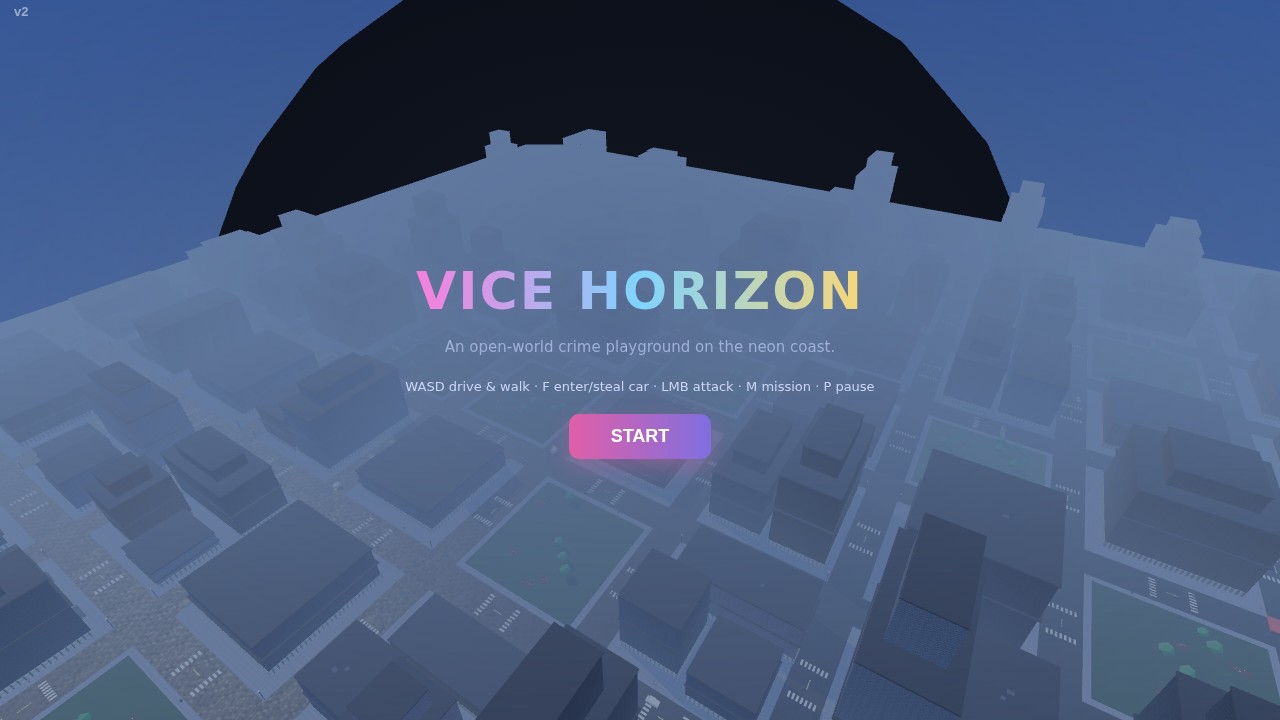 v2
VICE HORIZON
An open-world crime playground on the neon coast.
WASD drive & walk · F enter/steal car · LMB attack · M mission · P pause
START